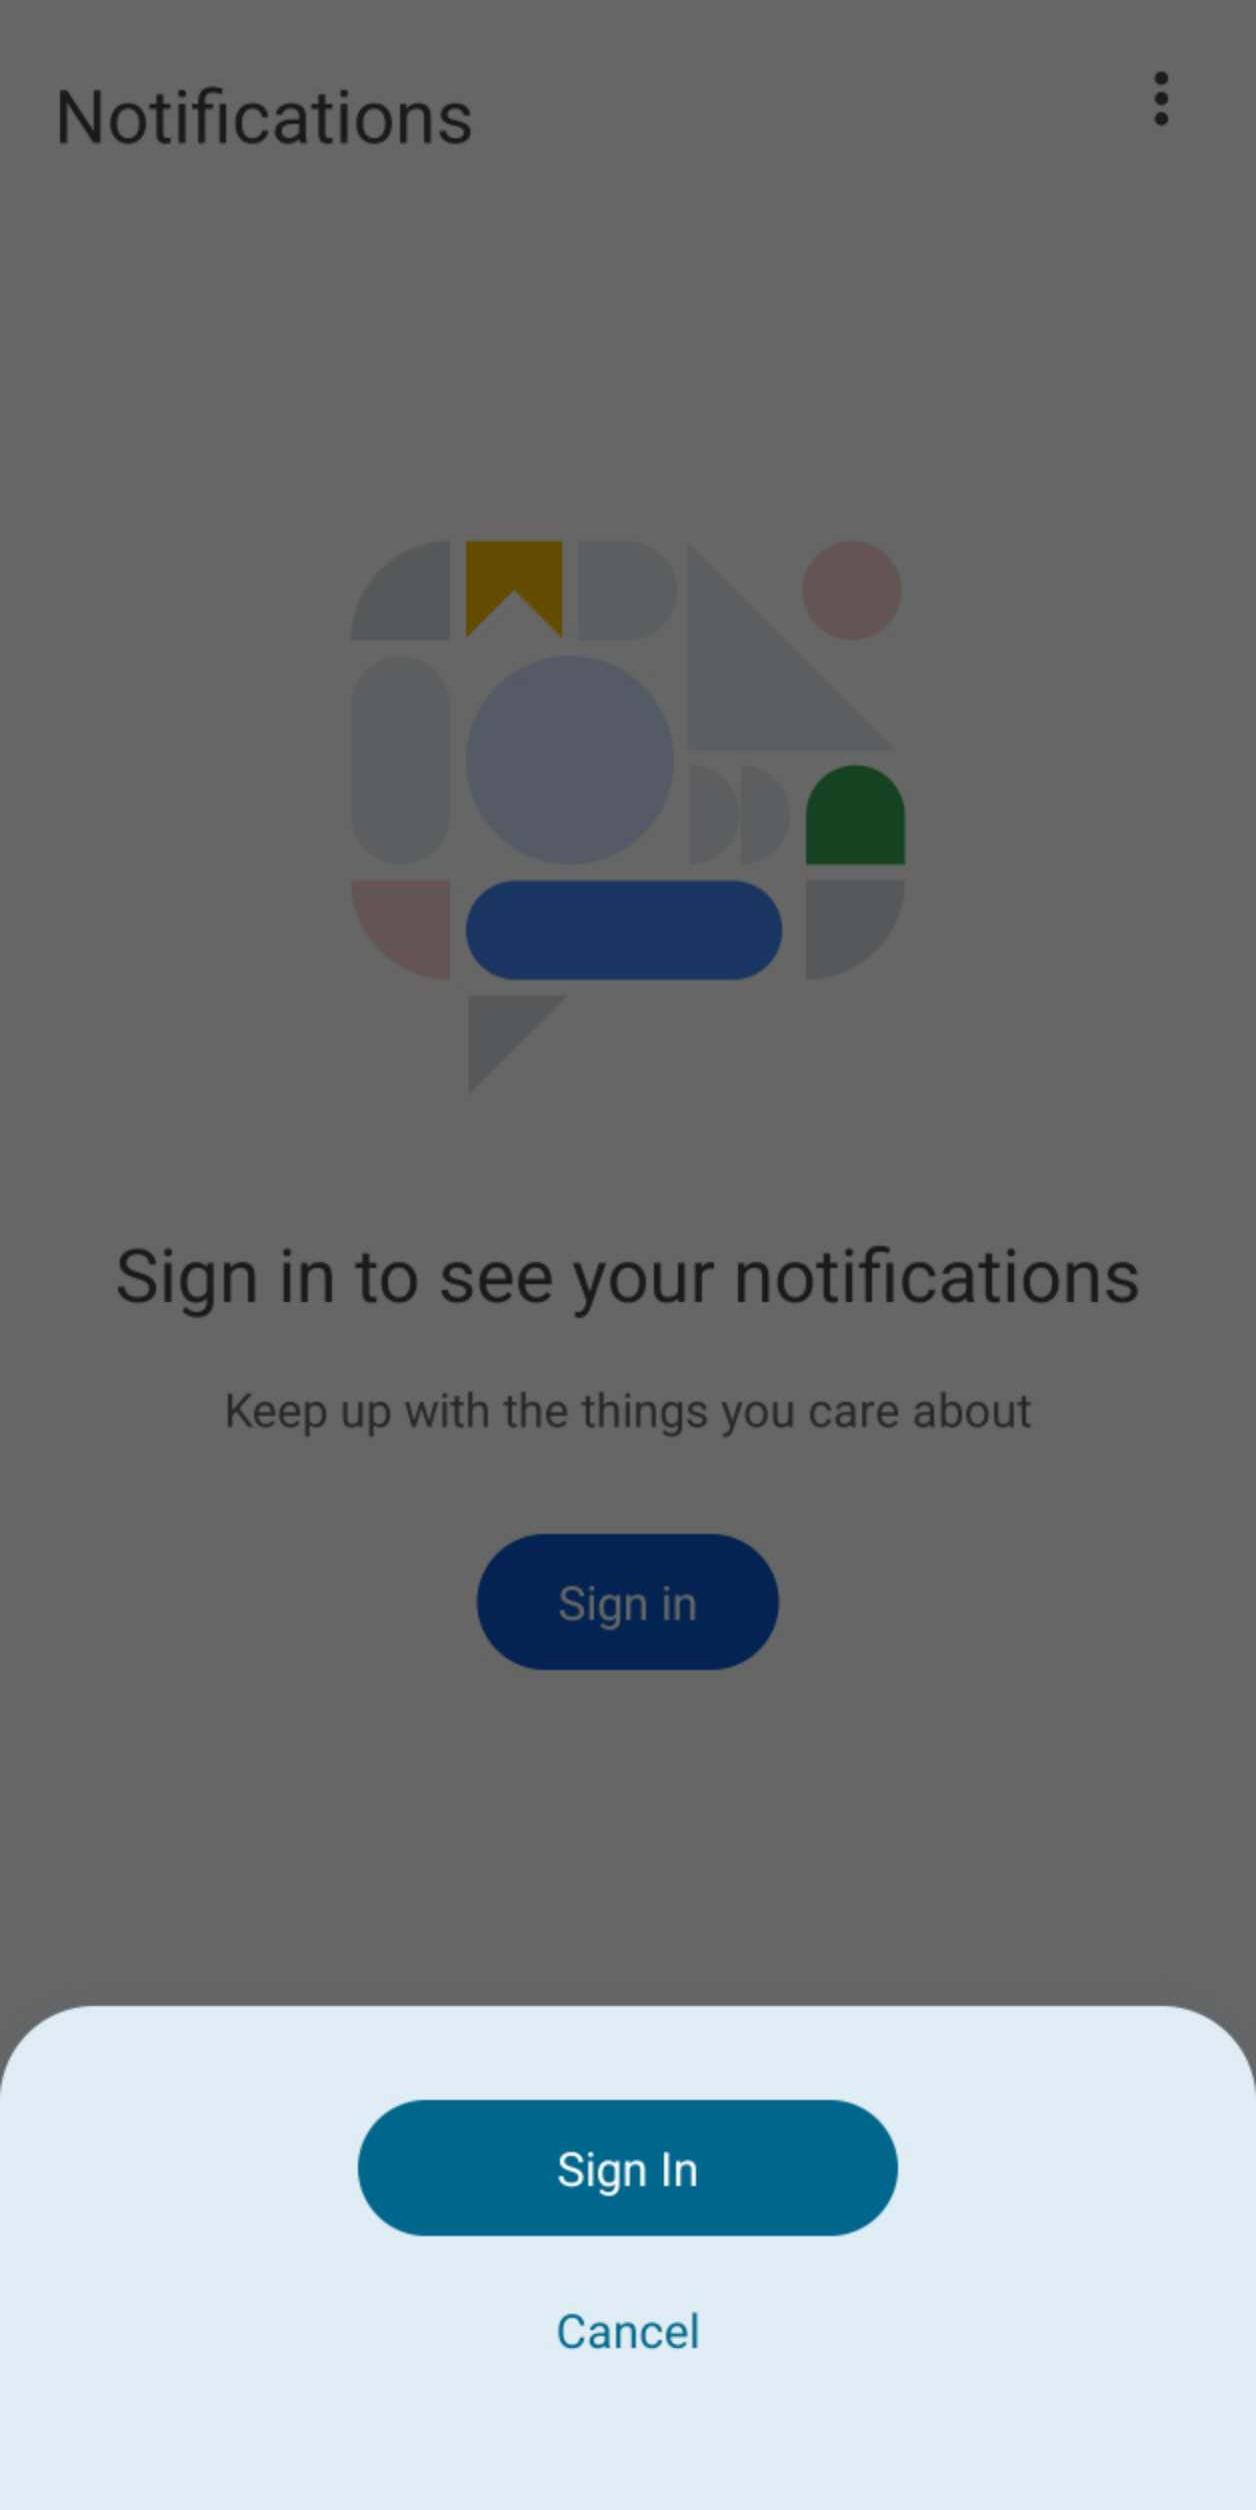 Notifications
Sign in to see your notifications
Keep up with the things you care about
Sign in
Sign In
Cancel